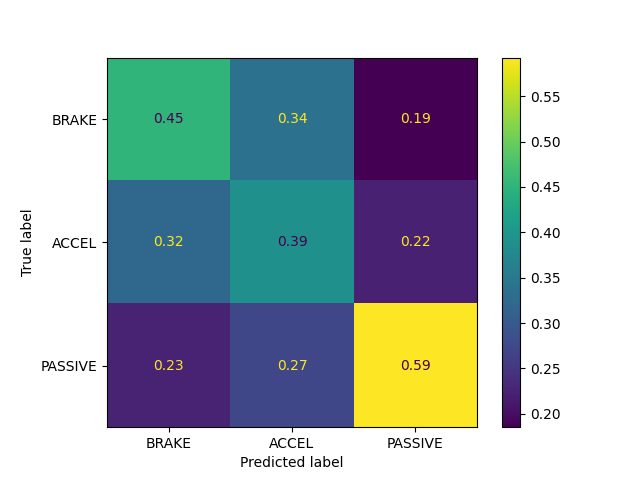 BRAKE 0.45 0.34 0.19
ACCEL 0.32 0.39 0.22
PASSIVE 0.23 0.27 0.59
BRAKE ACCEL PASSIVE
Predicted label
True label
0.55
0.50
0.45
0.40
0.35
0.30
0.25
0.20